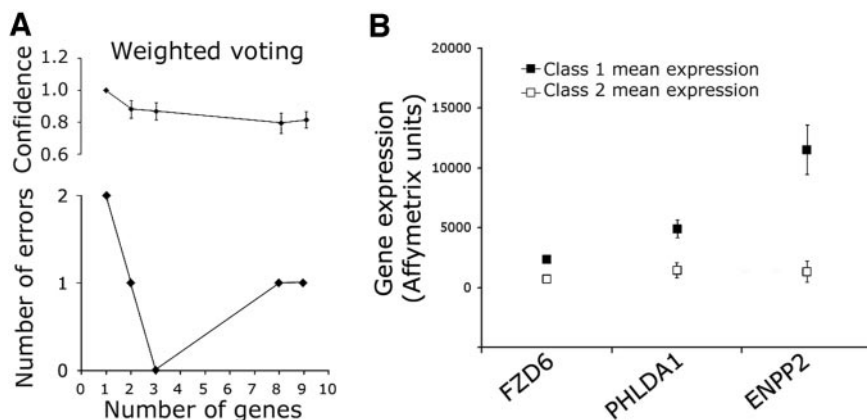 A
Weighted voting
Confidence
1.2
1.0
0.8
0.6
Number of errors
2
1
0
0 1 2 3 4 5 6 7 8 9 10
Number of genes
B
Gene expression
(Affymetrix units)
20000
15000
10000
5000
0
Class 1 mean expression
Class 2 mean expression
FZD6
PHLDA1
ENPP2